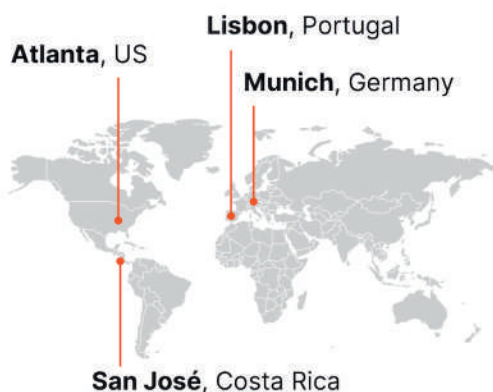 Lisbon, Portugal
Atlanta, US
Munich, Germany
San José, Costa Rica